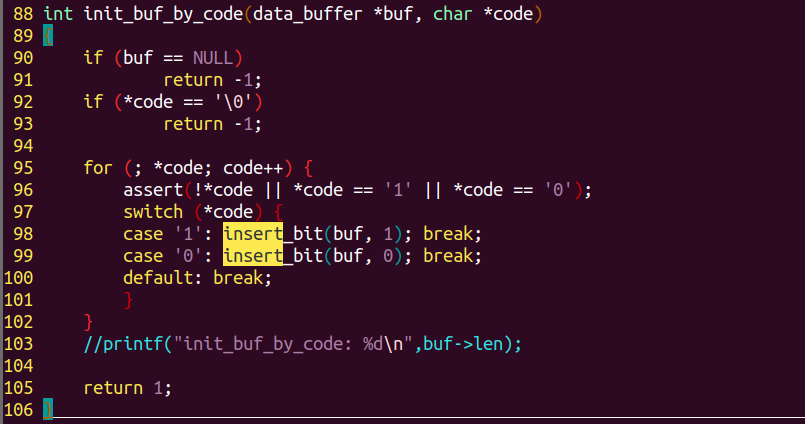 88 int init_buf_by_code(data_buffer *buf, char *code)
89 {
90     if (buf == NULL)
91             return -1;
92     if (*code == '\0')
93             return -1;
94
95     for (; *code; code++) {
96         assert(!*code || *code == '1' || *code == '0');
97         switch (*code) {
98         case '1': insert_bit(buf, 1); break;
99         case '0': insert_bit(buf, 0); break;
100         default: break;
101         }
102     }
103     //printf("init_buf_by_code: %d\n",buf->len);
104
105     return 1;
106 }